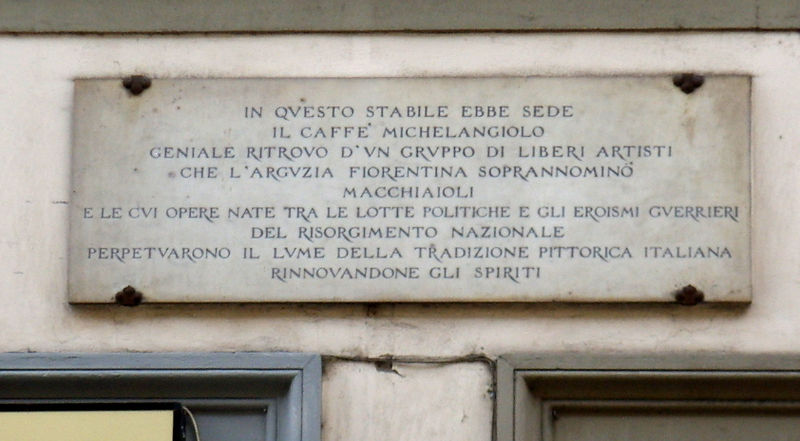 IN QVESTO STABILE EBBE SEDE
IL CAFFE' MICHELANGIOLO
GENIALE RITROVO D'VN GRVPPO DI LIBERI ARTISTI
CHE L'ARGVZIA FIORENTINA SOPRANNOMINÒ
MACCHIAIOLI
E LE CVI OPERE NATE TRA LE LOTTE POLITICHE E GLI EROISMI GVERRIERI
DEL RISORGIMENTO NAZIONALE
PERPETVARONO IL LVME DELLA TRADIZIONE PITTORICA ITALIANA
RINNOVANDONE GLI SPIRITI